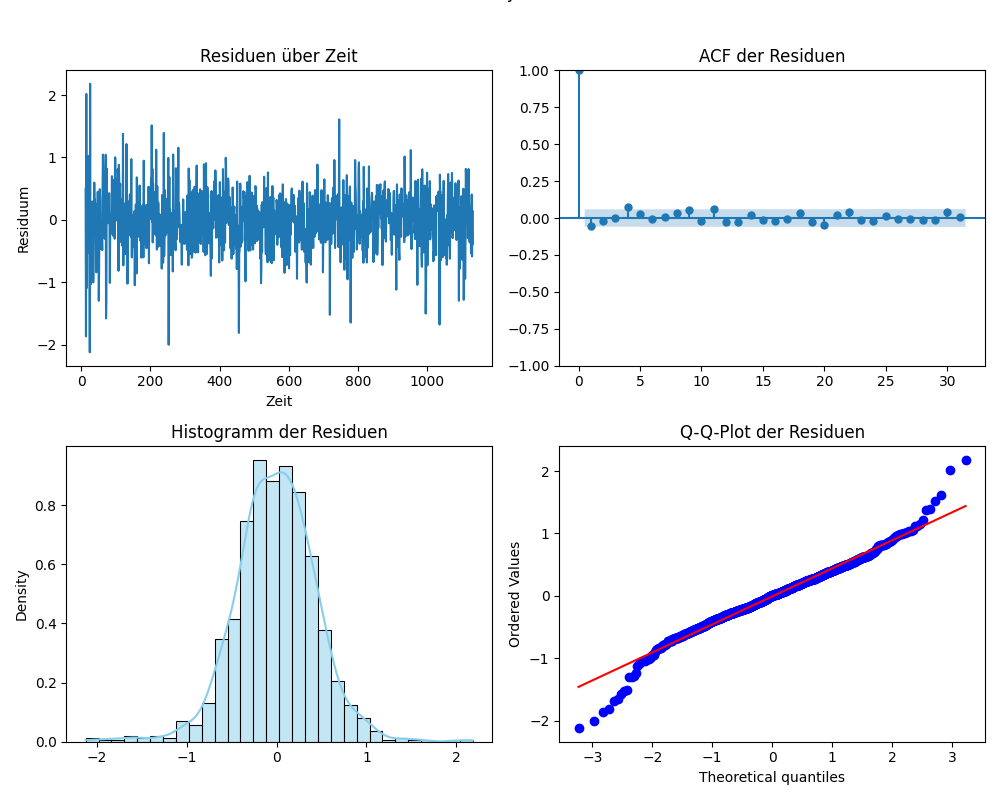 Residuen über Zeit
Residuum
2
1
0
−1
−2
0 200 400 600 800 1000
Zeit
ACF der Residuen
1.00
0.75
0.50
0.25
0.00
−0.25
−0.50
−0.75
−1.00
0 5 10 15 20 25 30
Histogramm der Residuen
Density
0.8
0.6
0.4
0.2
0.0
−2 −1 0 1 2
Q-Q-Plot der Residuen
Ordered Values
2
1
0
−1
−2
−3 −2 −1 0 1 2 3
Theoretical quantiles